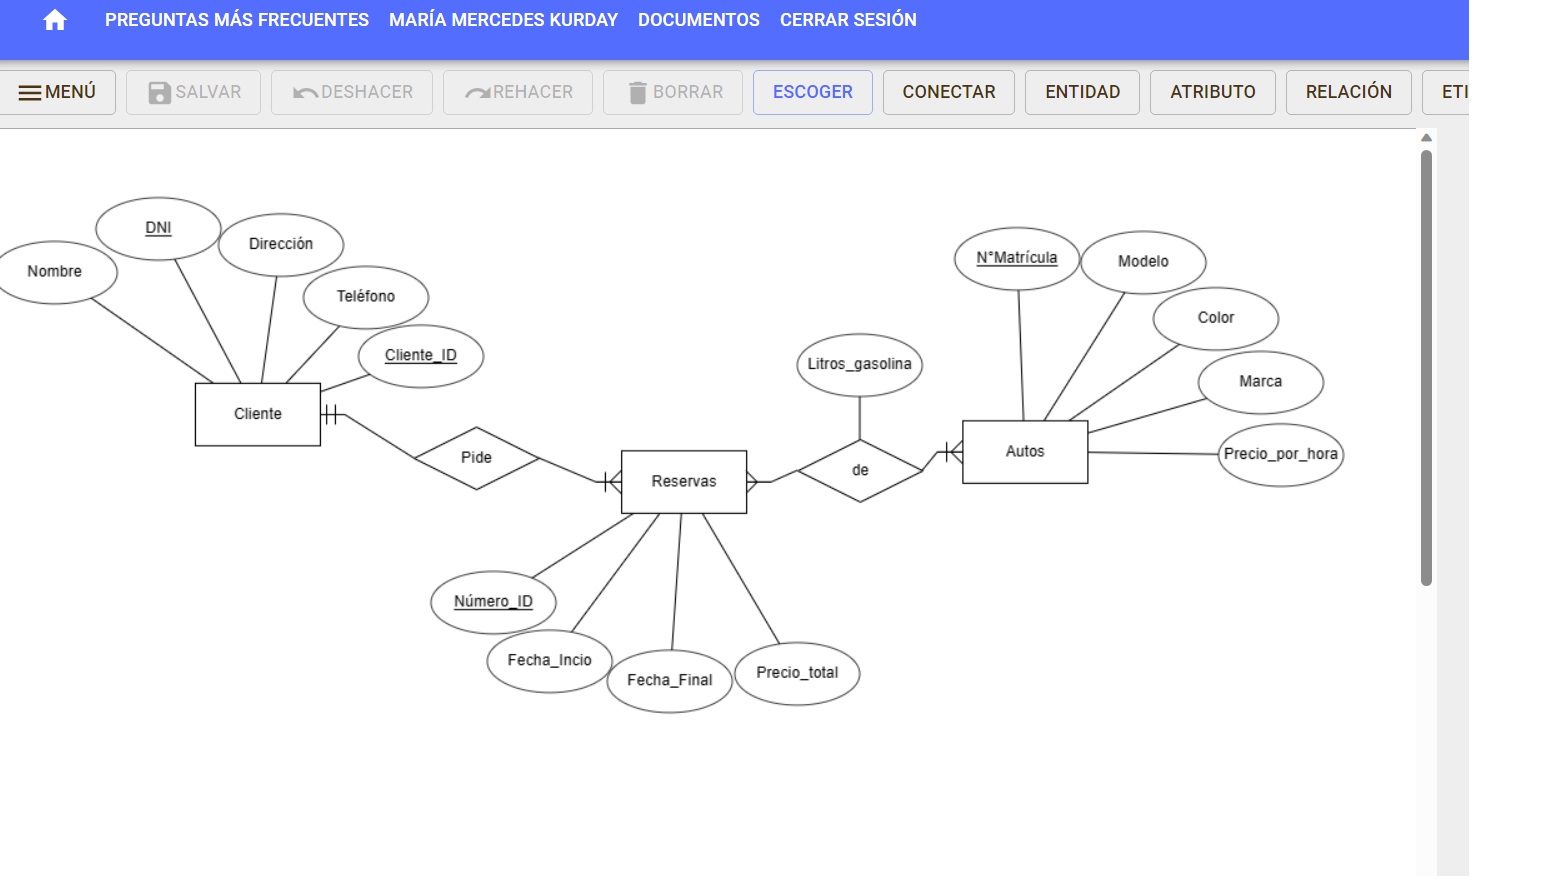 PREGUNTAS MÁS FRECUENTES MARÍA MERCEDES KURDAY DOCUMENTOS CERRAR SESIÓN
MENÚ SALVAR DESHACER REHACER BORRAR ESCOGER CONECTAR ENTIDAD ATRIBUTO RELACIÓN ETI
DNI
Dirección
Nombre
Teléfono
Cliente_ID
Cliente
Pide
Reservas
Número_ID
Fecha_Incio
Fecha_Final
Precio_total
Litros_gasolina
de
N°Matrícula
Modelo
Color
Marca
Precio_por_hora
Autos